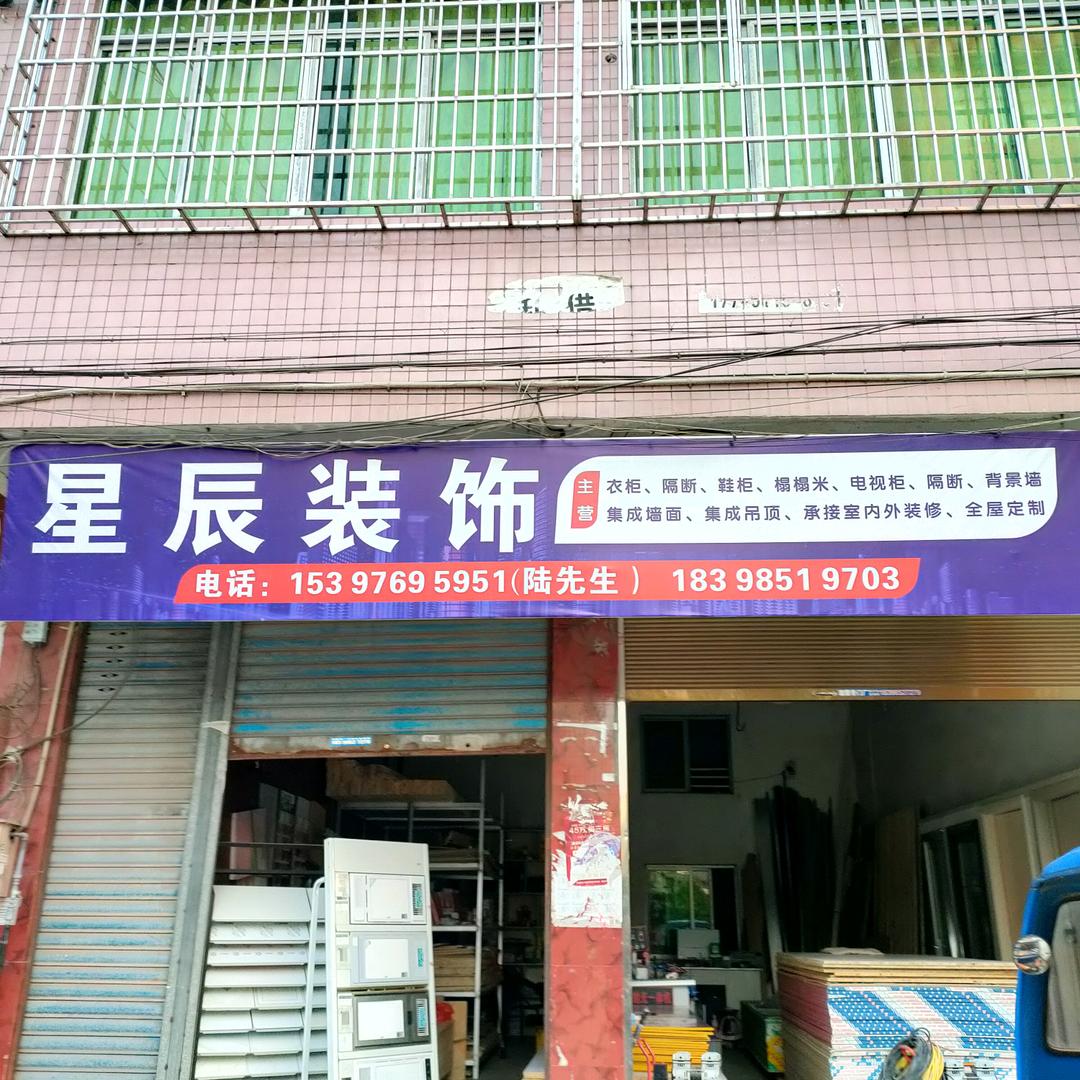 供
星辰装饰
主营
衣柜、隔断、鞋柜、榻榻米、电视柜、隔断、背景墙
集成墙面、集成吊顶、承接室内外装修、全屋定制
电话：153 9769 5951(陆先生） 183 9851 9703